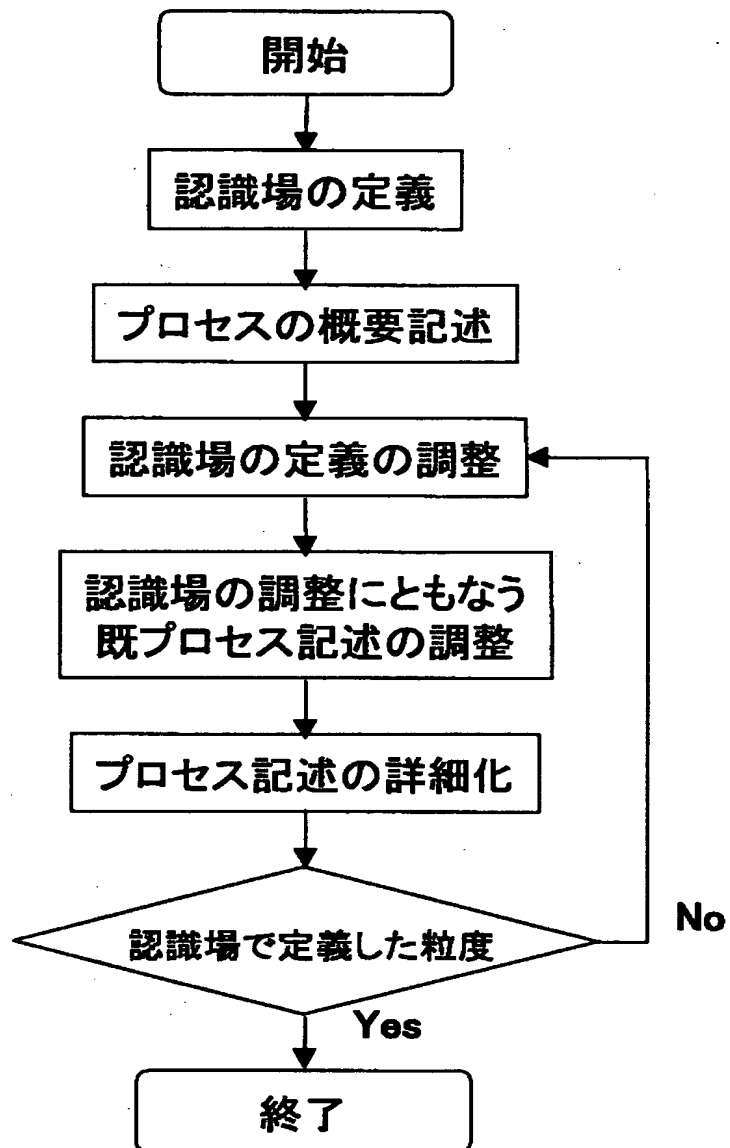 開始
認識場の定義
プロセスの概要記述
認識場の定義の調整
認識場の調整にともなう
既プロセス記述の調整
プロセス記述の詳細化
認識場で定義した粒度
No
Yes
終了